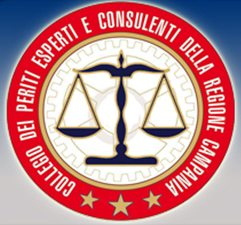 COLLEGIO DEI PERITI ESPERTI E CONSULENTI DELLA REGIONE CAMPANIA